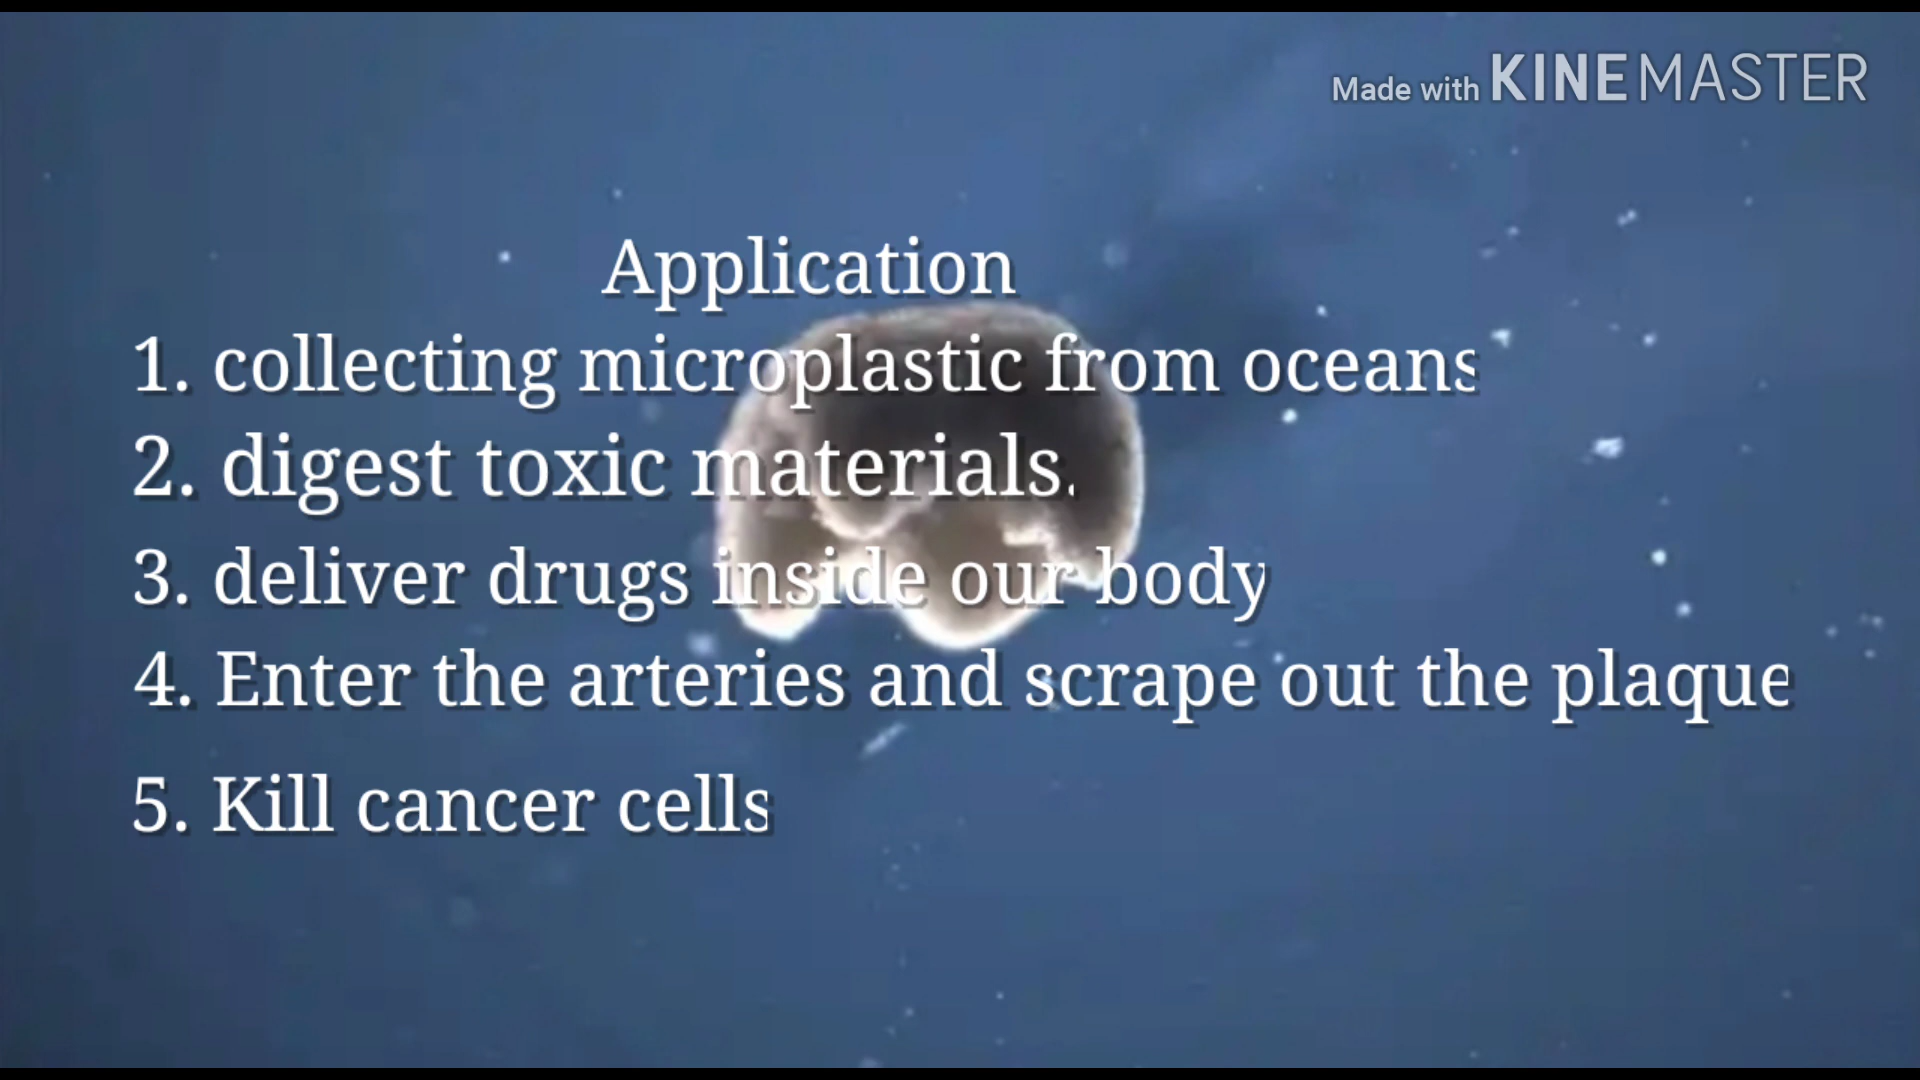 Made with KINEMASTER
Application
1. collecting microplastic from oceans
2. digest toxic materials.
3. deliver drugs inside our body
4. Enter the arteries and scrape out the plaque
5. Kill cancer cells